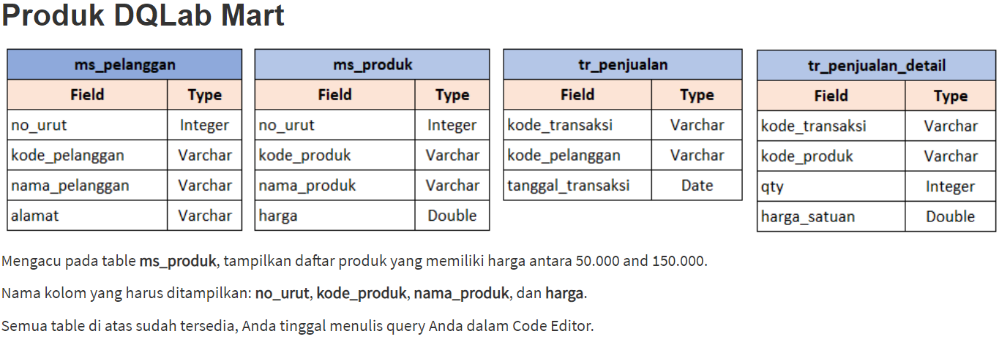 Produk DQLab Mart
ms_pelanggan
Field Type
no_urut Integer
kode_pelanggan Varchar
nama_pelanggan Varchar
alamat Varchar
ms_produk
Field Type
no_urut Integer
kode_produk Varchar
nama_produk Varchar
harga Double
tr_penjualan
Field Type
kode_transaksi Varchar
kode_pelanggan Varchar
tanggal_transaksi Date
tr_penjualan_detail
Field Type
kode_transaksi Varchar
kode_produk Varchar
qty Integer
harga_satuan Double
Mengacu pada table ms_produk, tampilkan daftar produk yang memiliki harga antara 50.000 and 150.000.
Nama kolom yang harus ditampilkan: no_urut, kode_produk, nama_produk, dan harga.
Semua table di atas sudah tersedia, Anda tinggal menulis query Anda dalam Code Editor.